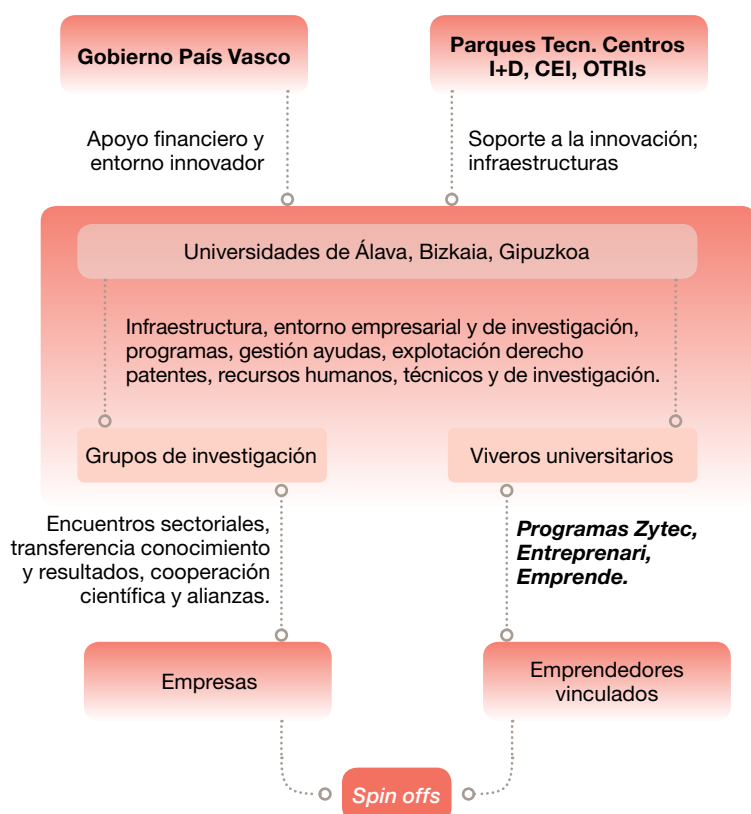 Gobierno País Vasco
Parques Tecn. Centros
I+D, CEI, OTRIs
Apoyo financiero y
entorno innovador
Soporte a la innovación;
infraestructuras
Universidades de Álava, Bizkaia, Gipuzkoa
Infraestructura, entorno empresarial y de investigación,
programas, gestión ayudas, explotación derecho
patentes, recursos humanos, técnicos y de investigación.
Grupos de investigación
Viveros universitarios
Encuentros sectoriales,
transferencia conocimiento
y resultados, cooperación
científica y alianzas.
Programas Zytec,
Entreprenari,
Emprende.
Empresas
Emprendedores
vinculados
Spin offs